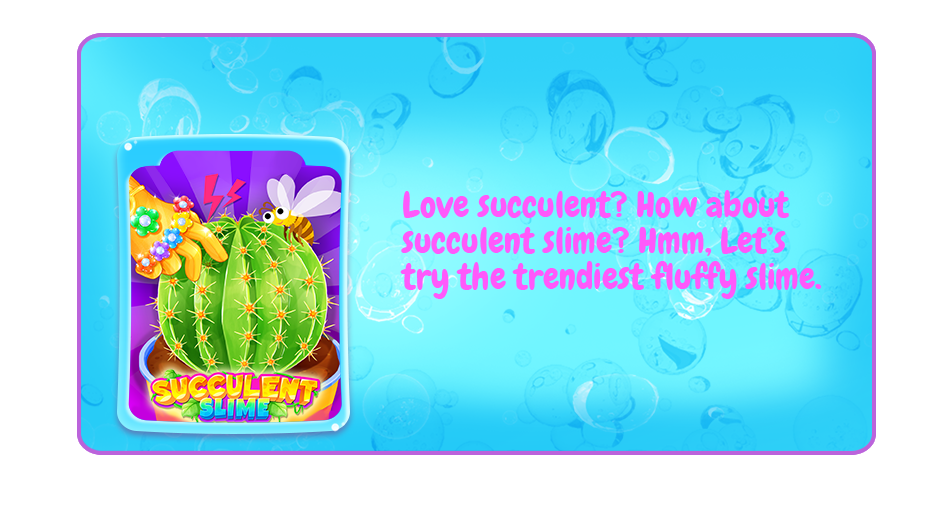 Love succulent? How about
succulent slime? Hmm, Let's
try the trendiest fluffy slime.
SUCCULENT
SLIME